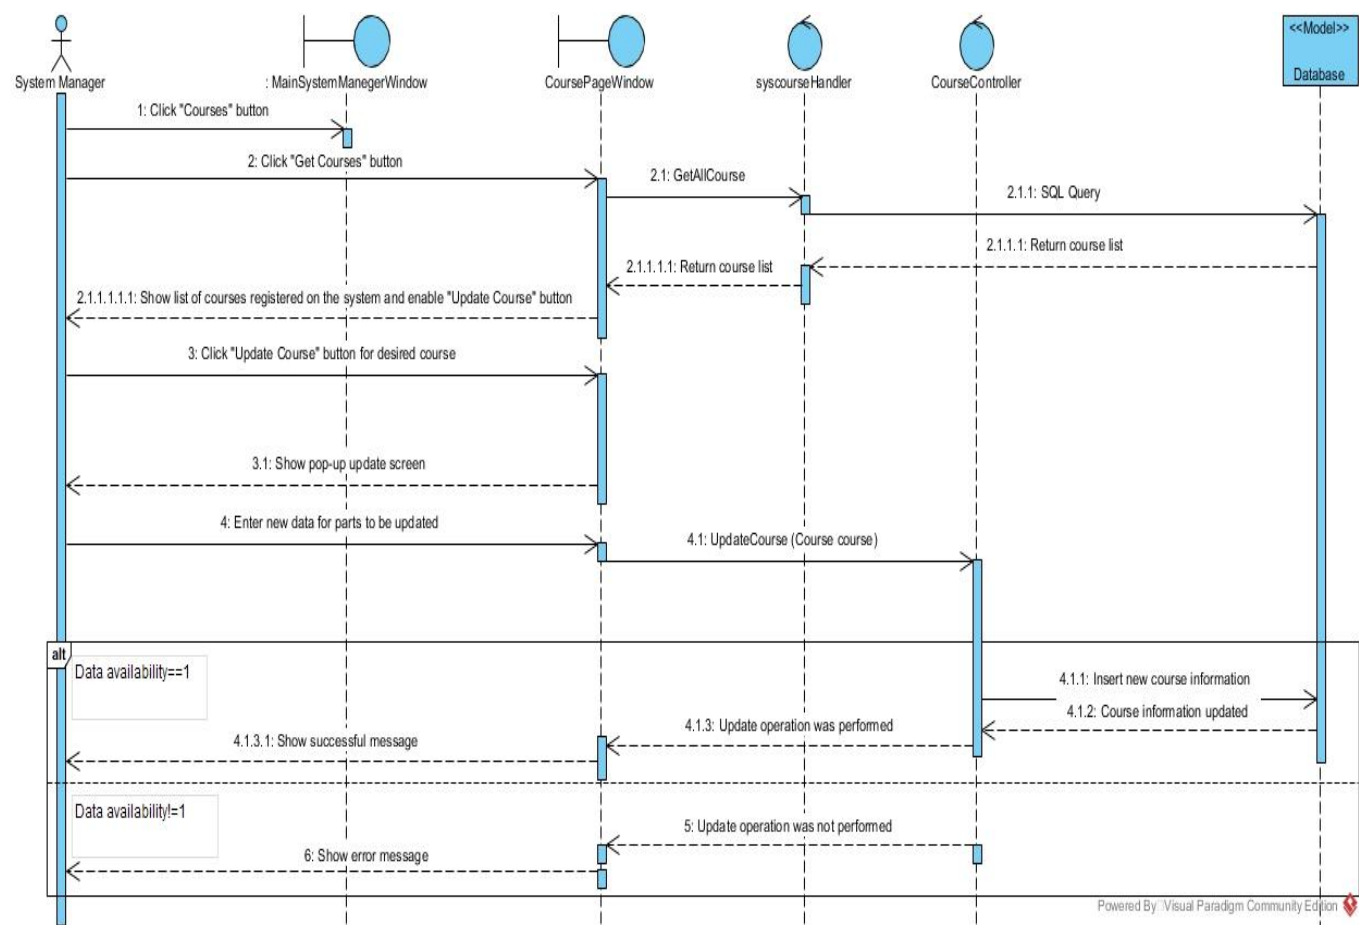 <<Model>>
System Manager
: MainSystemManegerWindow
CoursePageWindow
syscourseHandler
CourseController
Database
1: Click "Courses" button
2: Click "Get Courses" button
2.1: GetAllCourse
2.1.1: SQL Query
2.1.1.1: Return course list
2.1.1.1.1: Return course list
2.1.1.1.1.1: Show list of courses registered on the system and enable "Update Course" button
3: Click "Update Course" button for desired course
3.1: Show pop-up update screen
4: Enter new data for parts to be updated
4.1: UpdateCourse (Course course)
alt
Data availability==1
4.1.1: Insert new course information
4.1.2: Course information updated
4.1.3: Update operation was performed
4.1.3.1: Show successful message
Data availability!=1
5: Update operation was not performed
6: Show error message
Powered By Visual Paradigm Community Edition